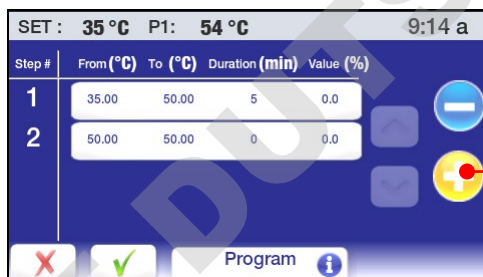 SET : 35 °C P1: 54 °C 9:14 a
Step # From (°C) To (°C) Duration (min) Value (%)
1 35.00 50.00 5 0.0
2 50.00 50.00 0 0.0
Program i